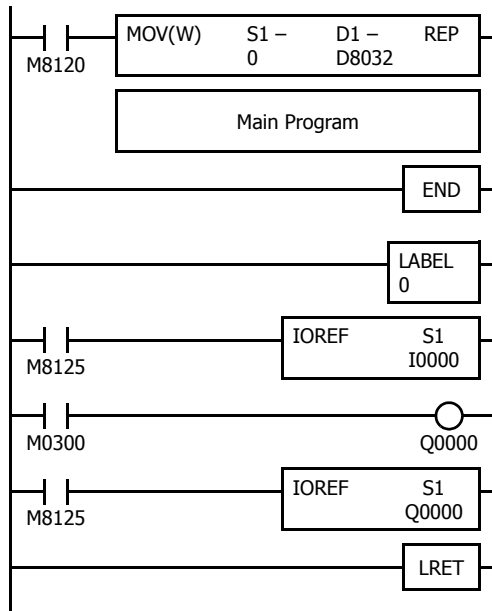 MOV(W) S1 – D1 – REP
M8120 0 D8032
Main Program
END
LABEL
0
IOREF S1
M8125 I0000
M0300 Q0000
IOREF S1
M8125 Q0000
LRET